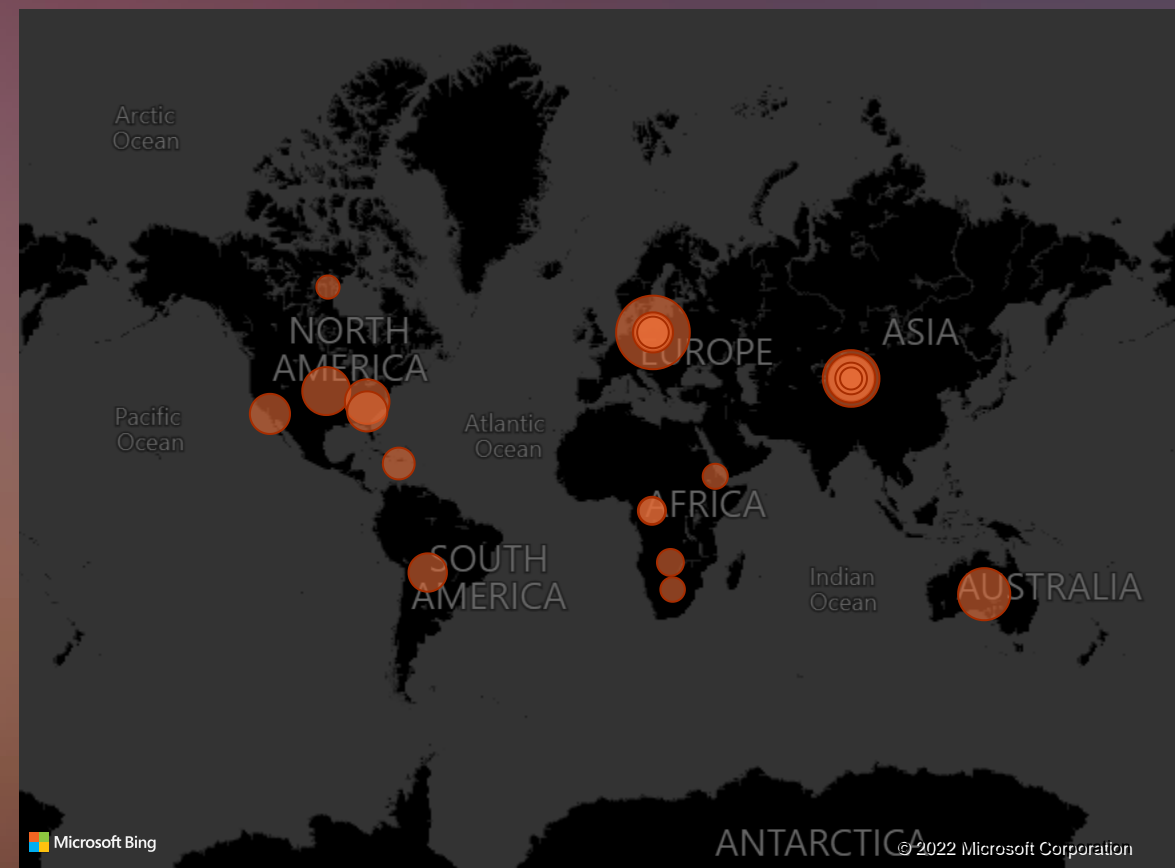 Arctic
Ocean
NORTH
AMERICA
ASIA
EUROPE
Pacific
Ocean
Atlantic
Ocean
AFRICA
SOUTH
AMERICA
Indian
Ocean
AUSTRALIA
ANTARCTICA
Microsoft Bing
© 2022 Microsoft Corporation